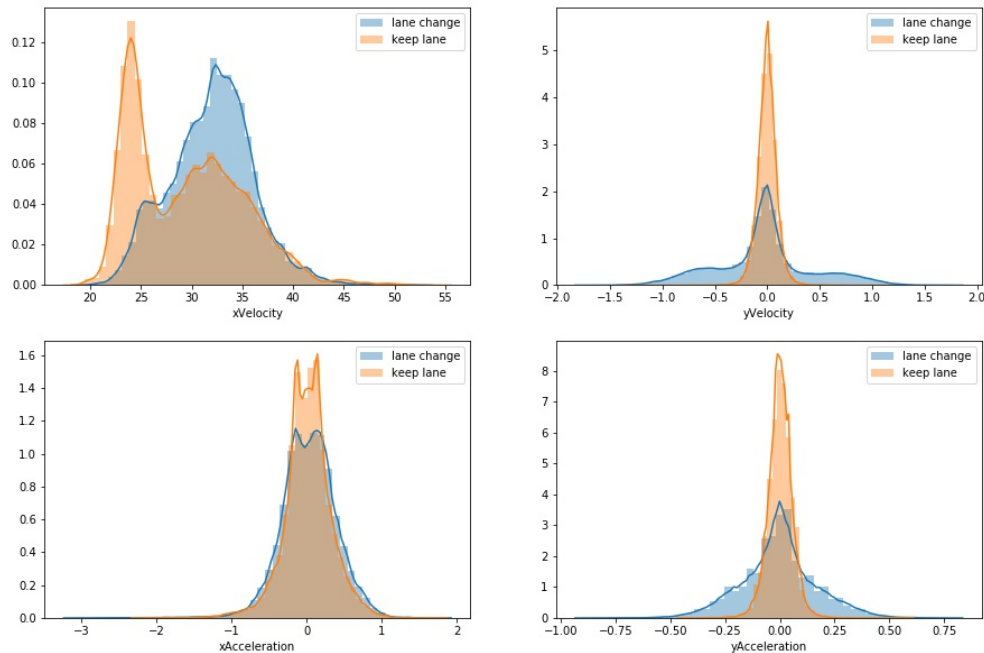 lane change
keep lane
0.12
0.10
0.08
0.06
0.04
0.02
0.00
20 25 30 35 40 45 50 55
xVelocity
lane change
keep lane
5
4
3
2
1
0
−2.0 −1.5 −1.0 −0.5 0.0 0.5 1.0 1.5 2.0
yVelocity
lane change
keep lane
1.6
1.4
1.2
1.0
0.8
0.6
0.4
0.2
0.0
−3 −2 −1 0 1 2
xAcceleration
lane change
keep lane
8
7
6
5
4
3
2
1
0
−1.00 −0.75 −0.50 −0.25 0.00 0.25 0.50 0.75
yAcceleration